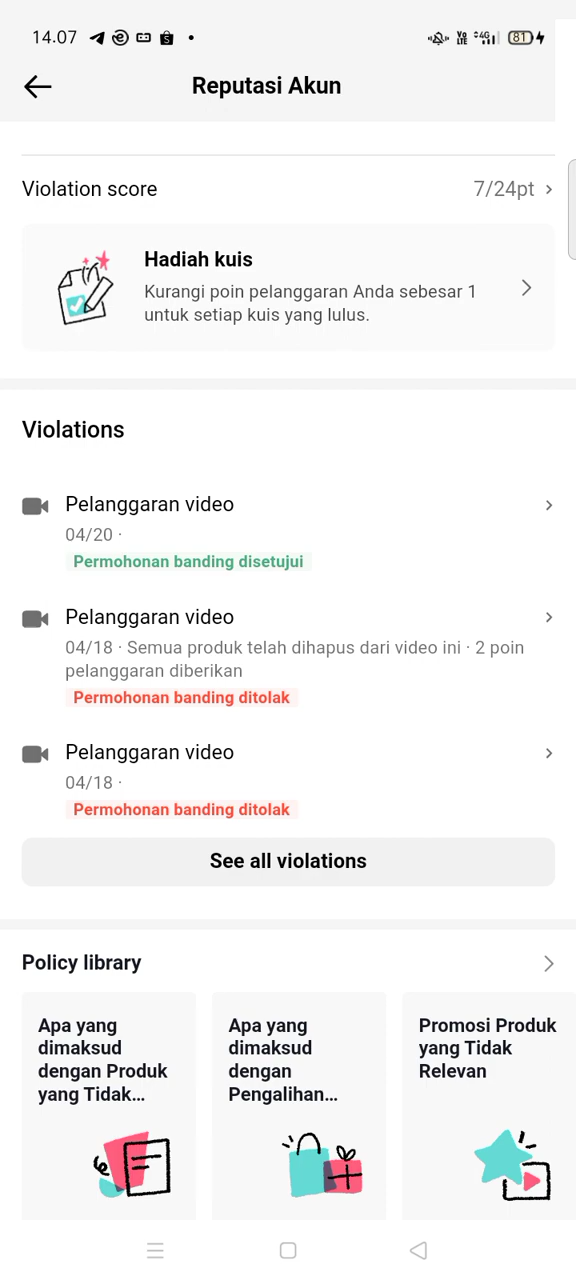 14.07
VO LTE 4G 81
Reputasi Akun
Violation score
7/24pt
Hadiah kuis
Kurangi poin pelanggaran Anda sebesar 1
untuk setiap kuis yang lulus.
Violations
Pelanggaran video
04/20 ·
Permohonan banding disetujui
Pelanggaran video
04/18 · Semua produk telah dihapus dari video ini · 2 poin
pelanggaran diberikan
Permohonan banding ditolak
Pelanggaran video
04/18 ·
Permohonan banding ditolak
See all violations
Policy library
Apa yang
dimaksud
dengan Produk
yang Tidak...
Apa yang
dimaksud
dengan
Pengalihan...
Promosi Produk
yang Tidak
Relevan